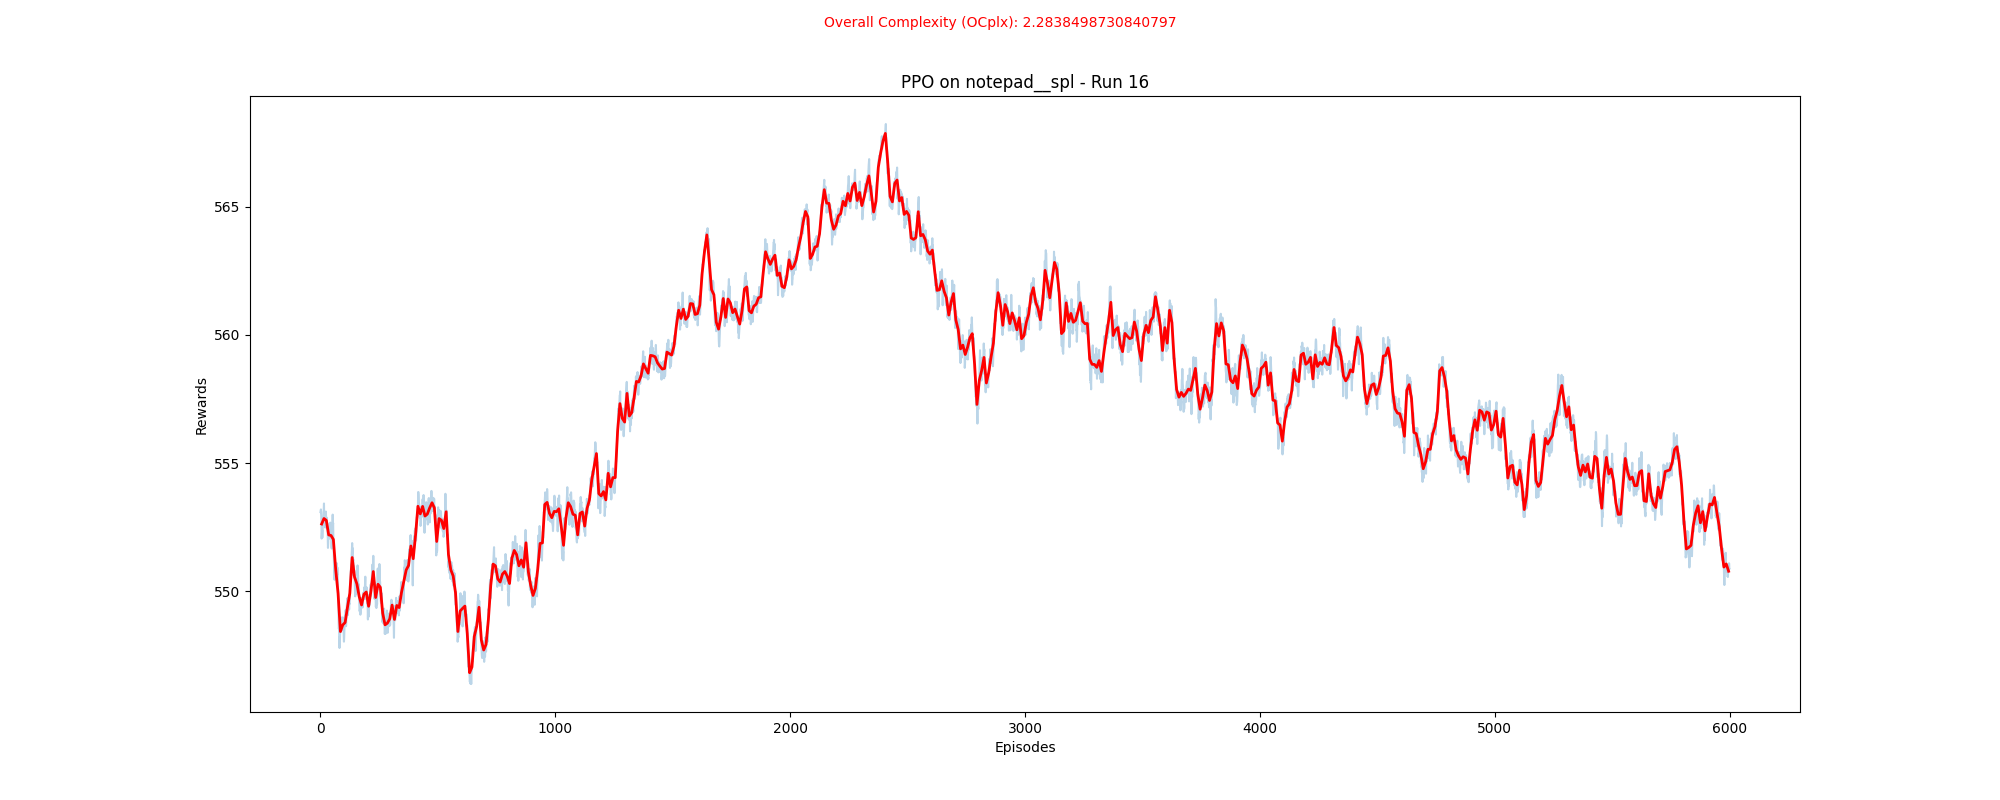 Overall Complexity (OCplx): 2.2838498730840797
PPO on notepad__spl - Run 16
Rewards
565
560
555
550
0 1000 2000 3000 4000 5000 6000
Episodes